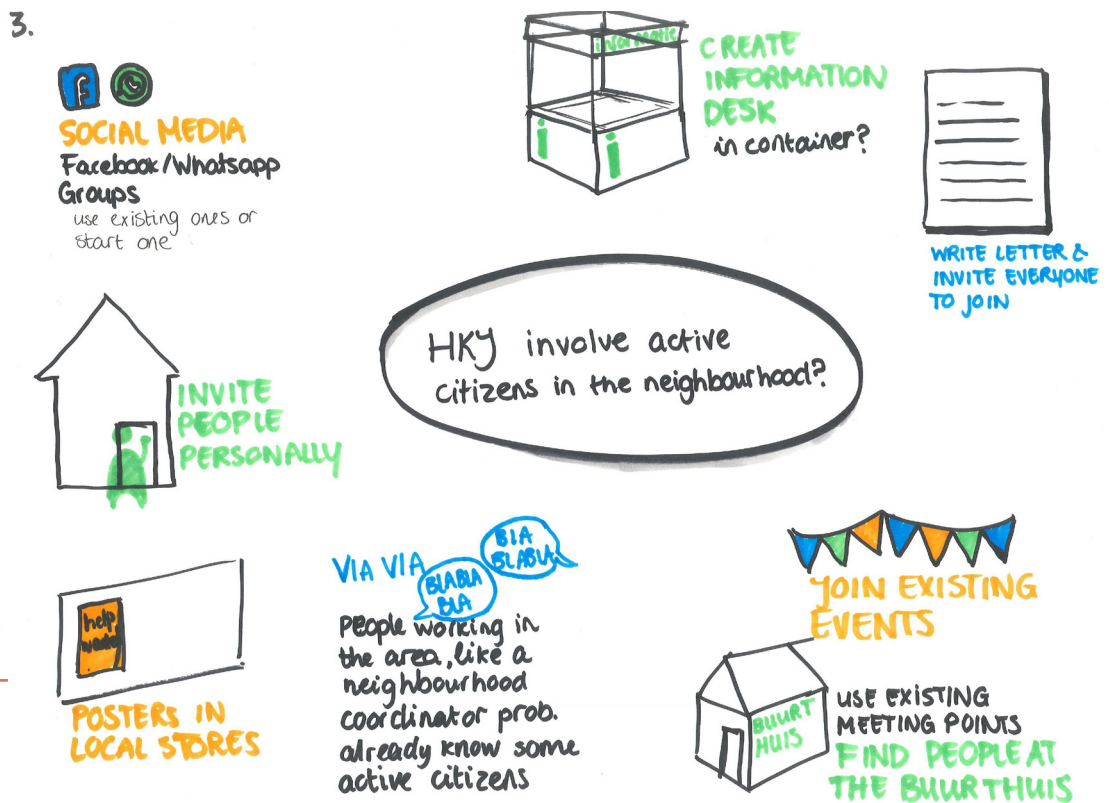 3.
f
SOCIAL MEDIA
Facebook/Whatsapp
Groups
use existing ones or
start one
informatie
i
i
CREATE
INFORMATION
DESK
in container?
WRITE LETTER &
INVITE EVERYONE
TO JOIN
HKY involve active
citizens in the neighbourhood?
INVITE
PEOPLE
PERSONALLY
help
wanted
POSTERS IN
LOCAL STORES
VIA VIA
BLABLA
BLA
BLA
BLABLA
People working in
the area, like a
neighbourhood
coordinator prob.
already know some
active citizens
JOIN EXISTING
EVENTS
BUURT
HUIS
USE EXISTING
MEETING POINTS
FIND PEOPLE AT
THE BUURTHUIS